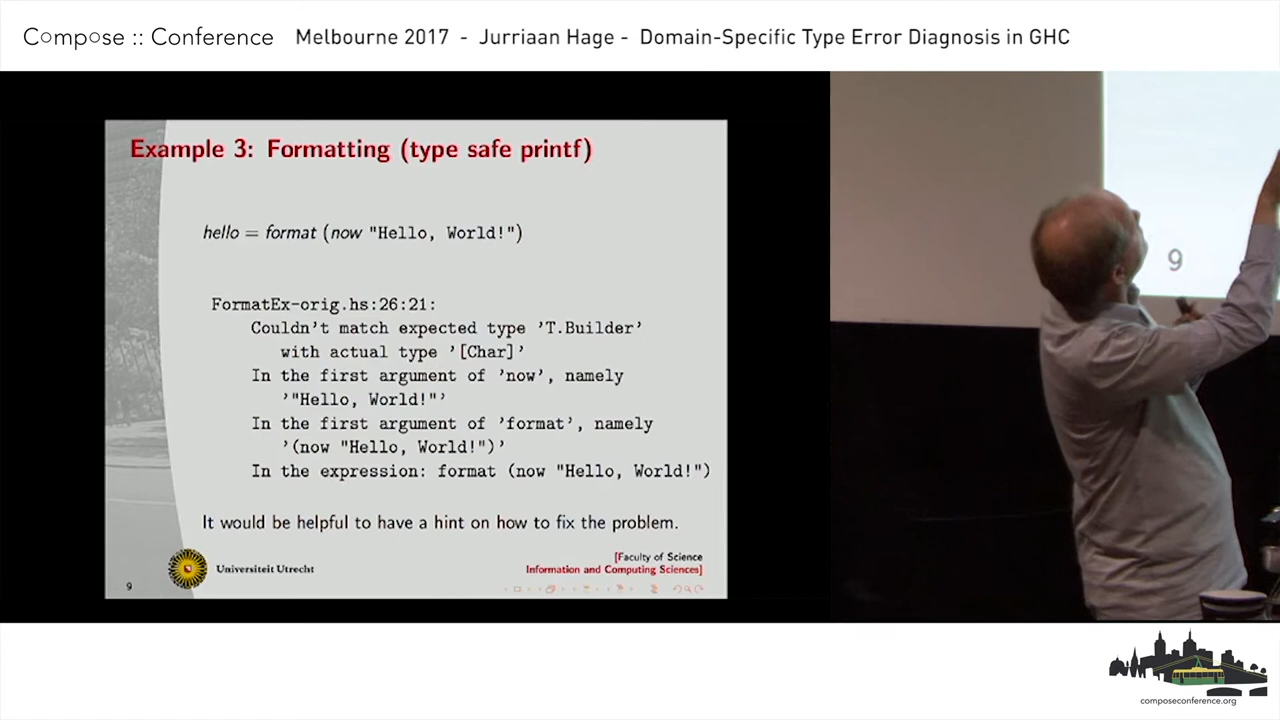 Compose :: Conference Melbourne 2017 - Jurriaan Hage - Domain-Specific Type Error Diagnosis in GHC
Example 3: Formatting (type safe printf)
hello = format (now "Hello, World!")
FormatEx-orig.hs:26:21:
Couldn't match expected type 'T.Builder'
with actual type '[Char]'
In the first argument of 'now', namely
'"Hello, World!"'
In the first argument of 'format', namely
'(now "Hello, World!")'
In the expression: format (now "Hello, World!")
It would be helpful to have a hint on how to fix the problem.
Universiteit Utrecht
[Faculty of Science
Information and Computing Sciences]
9
9
composeconference.org